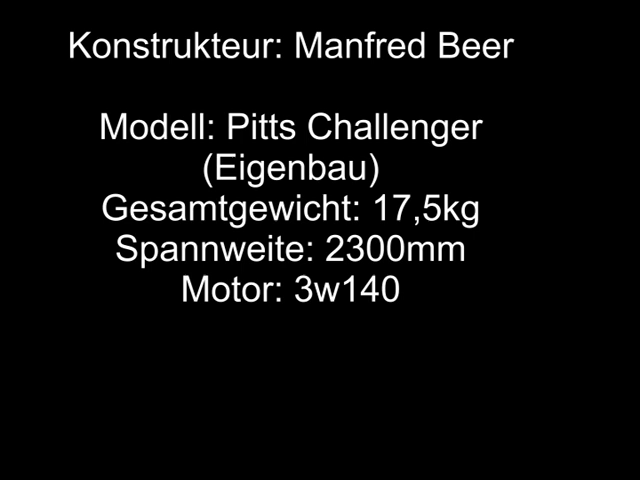 Konstrukteur: Manfred Beer
Modell: Pitts Challenger
(Eigenbau)
Gesamtgewicht: 17,5kg
Spannweite: 2300mm
Motor: 3w140